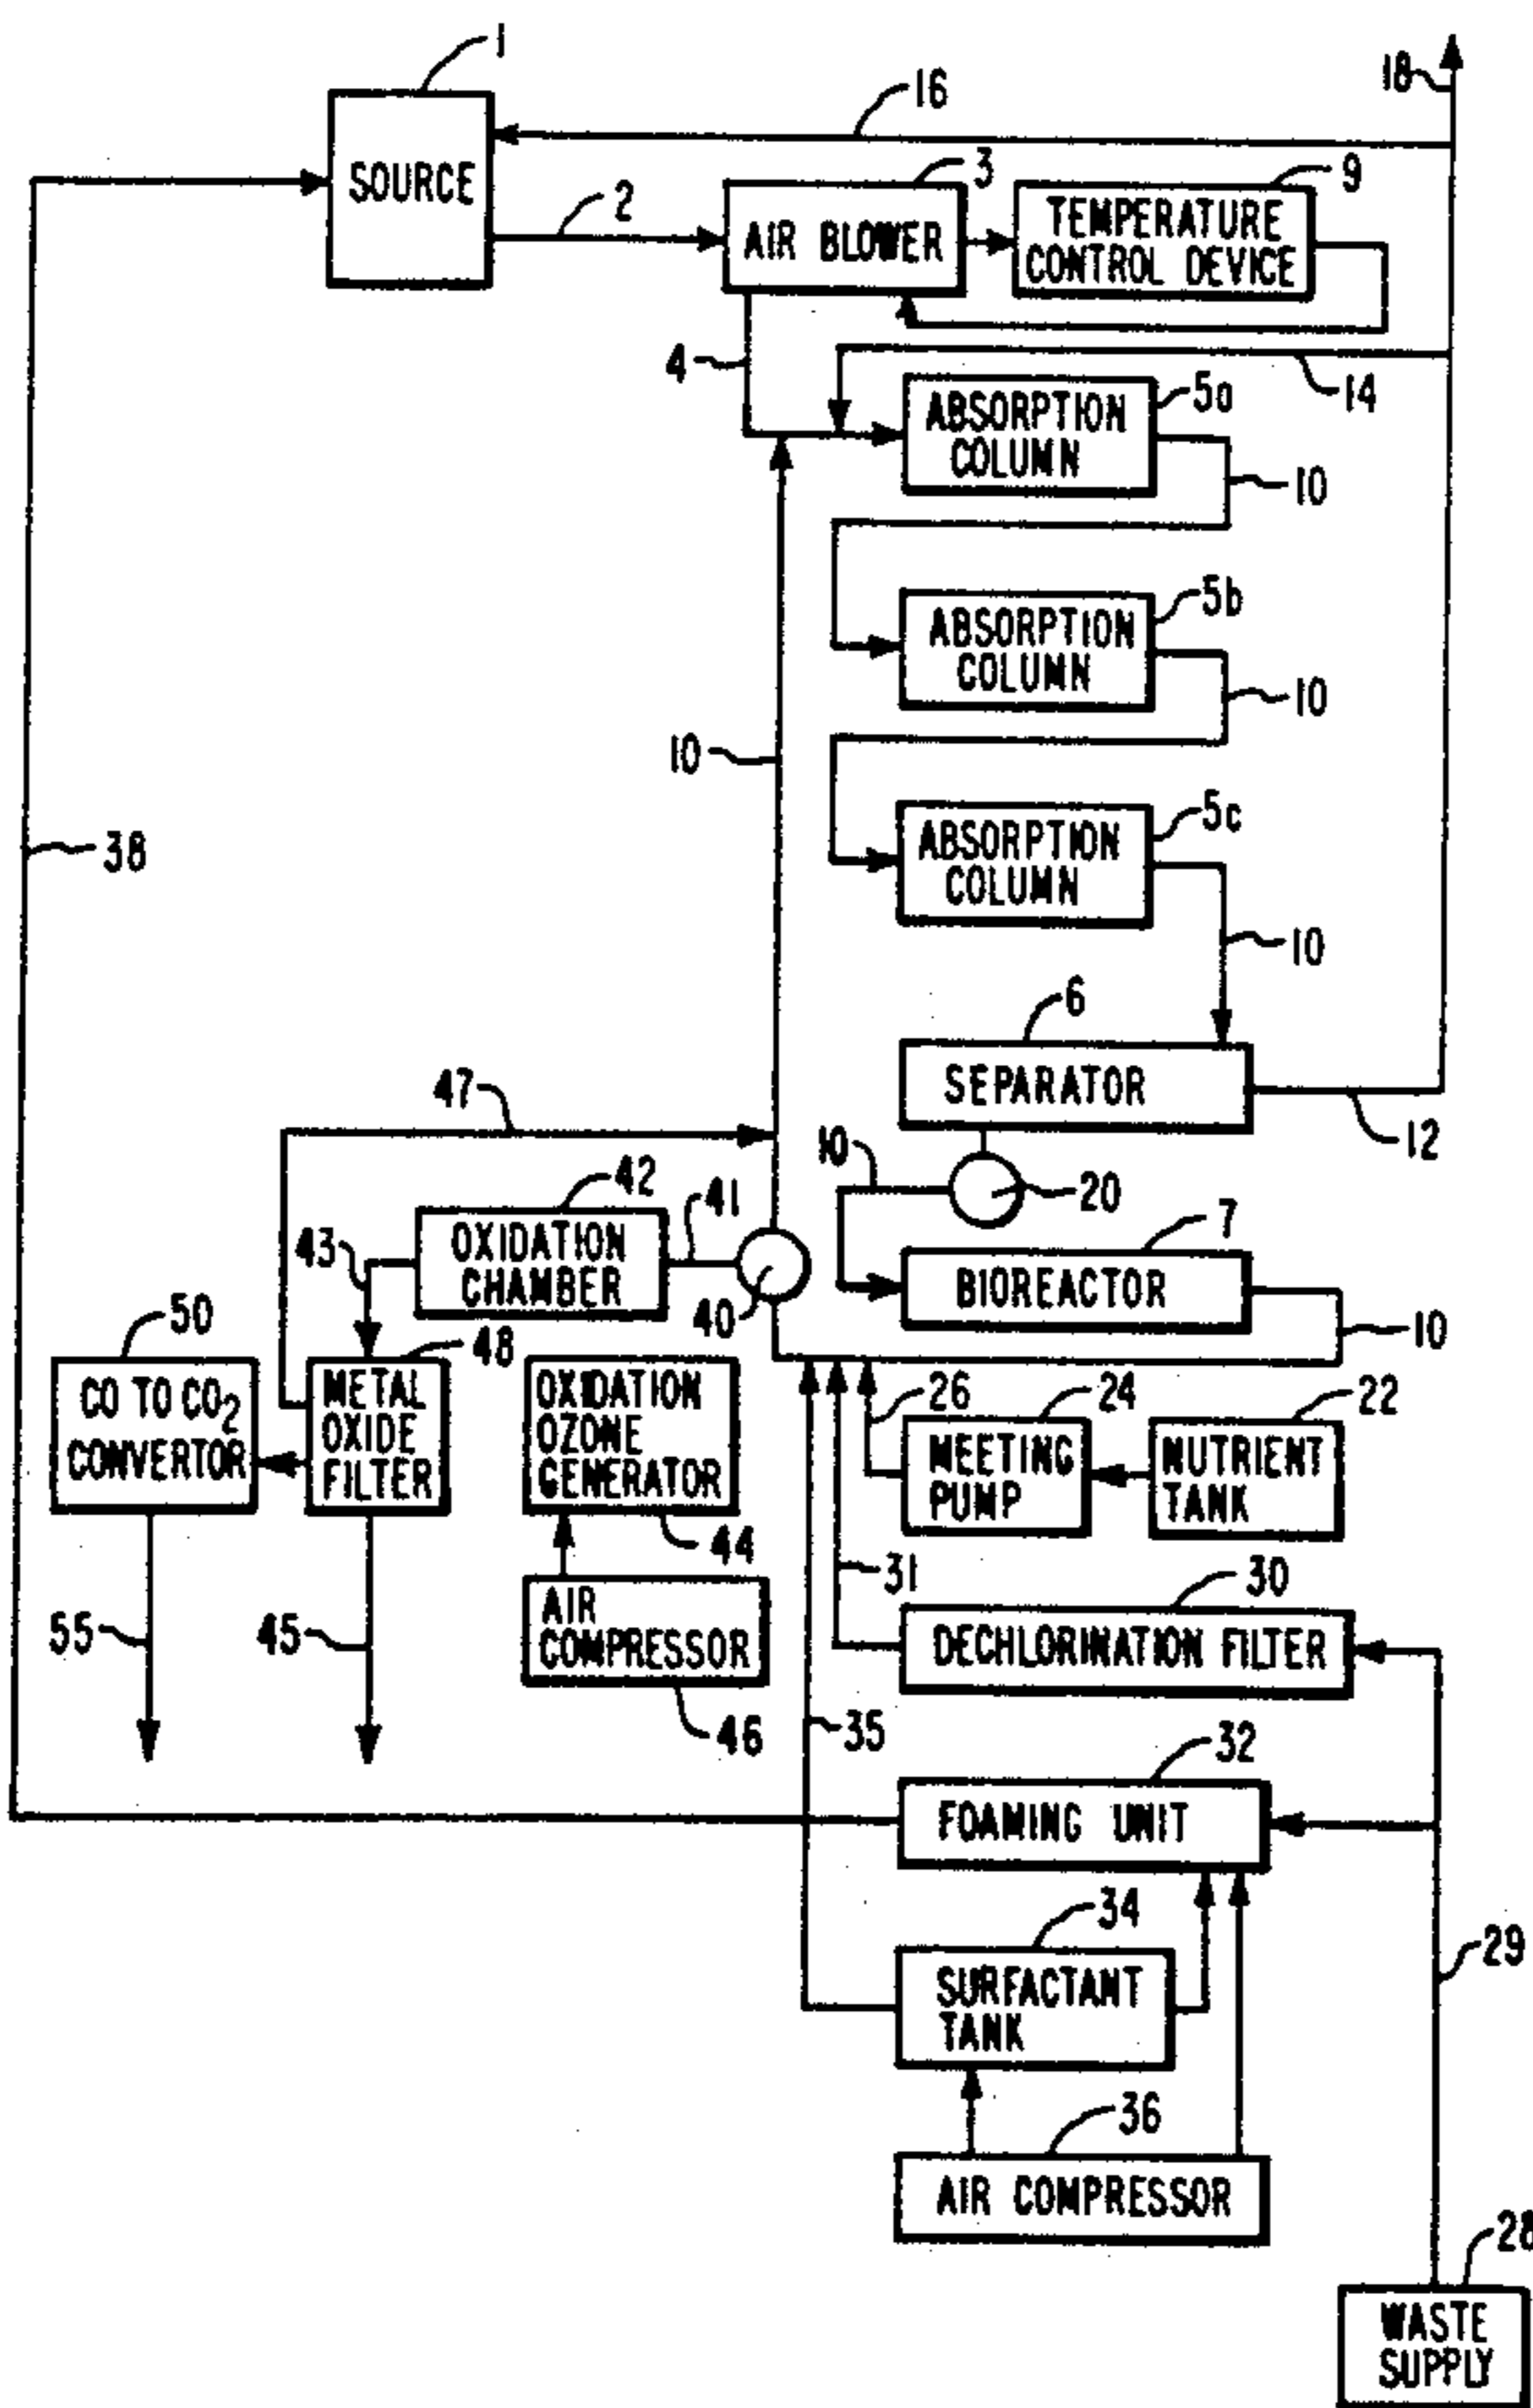 1
18
16
SOURCE
2
3
AIR BLOWER
9
TEMPERATURE
CONTROL DEVICE
4
14
5a
ABSORPTION
COLUMN
10
5b
ABSORPTION
COLUMN
10
10
5c
ABSORPTION
COLUMN
38
10
6
SEPARATOR
47
12
10
20
42
41
OXIDATION
CHAMBER
43
40
7
BIOREACTOR
10
50
CO TO CO2
CONVERTOR
48
METAL
OXIDE
FILTER
OXIDATION
OZONE
GENERATOR
44
26
24
MEETING
PUMP
22
NUTRIENT
TANK
31
30
DECHLORINATION FILTER
55
45
AIR
COMPRESSOR
46
35
32
FOAMING UNIT
34
SURFACTANT
TANK
29
36
AIR COMPRESSOR
28
WASTE
SUPPLY